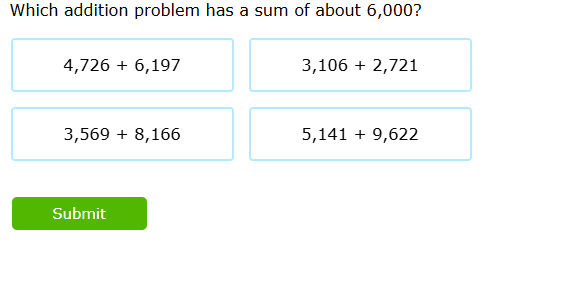 Which addition problem has a sum of about 6,000?
4,726 + 6,197
3,106 + 2,721
3,569 + 8,166
5,141 + 9,622
Submit